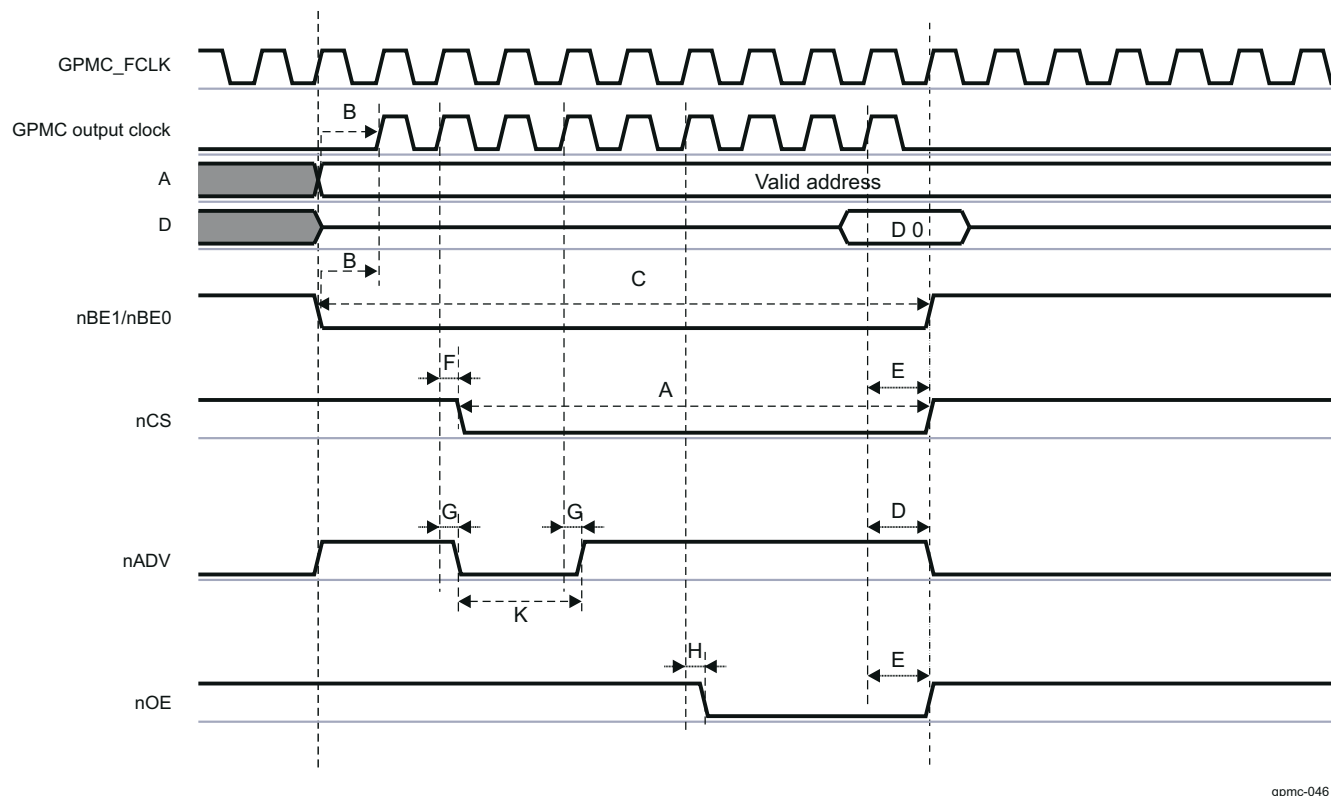 GPMC_FCLK
B
GPMC output clock
A
Valid address
D
D 0
B
C
nBE1/nBE0
F
E
A
nCS
G
G
D
nADV
K
H
E
nOE
gpmc-046